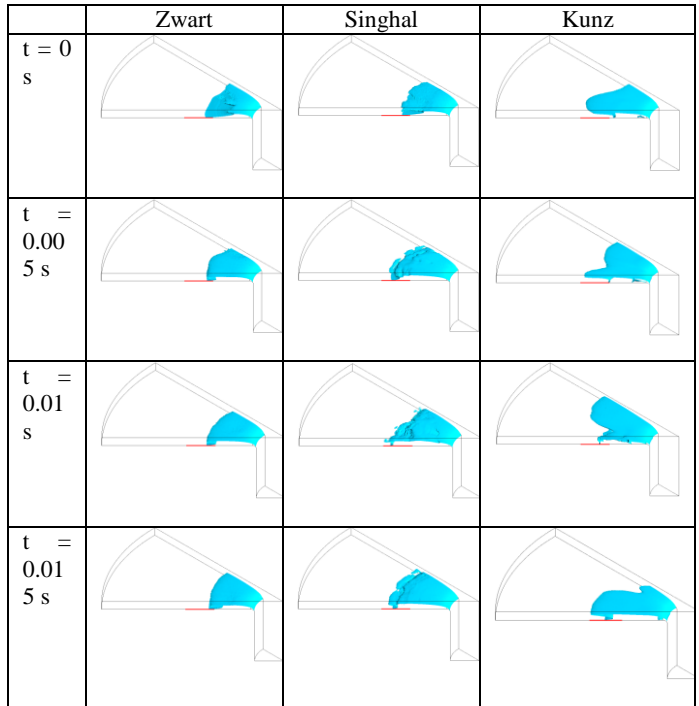 Zwart Singhal Kunz
t = 0
s
t =
0.00
5 s
t =
0.01
s
t =
0.01
5 s